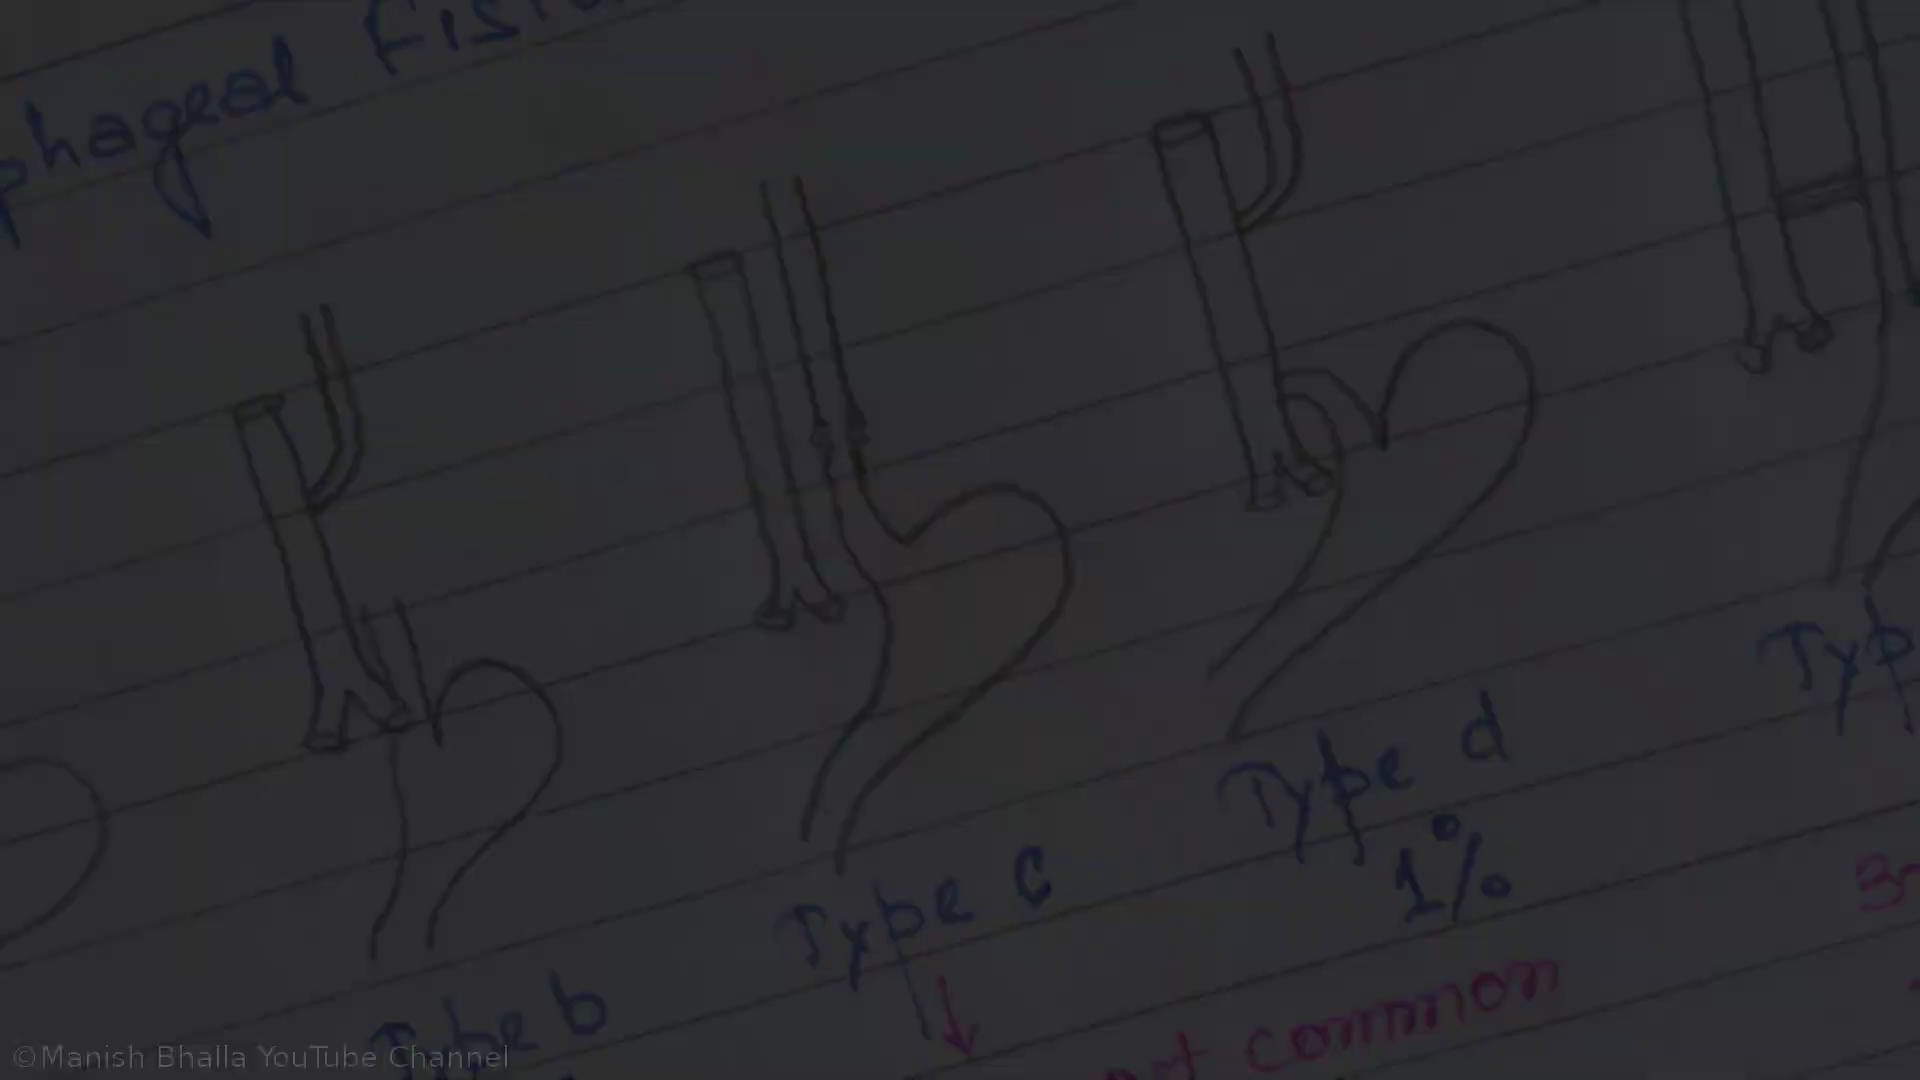 phageal Fist
Type b
Type C
Type d
1%
common
©Manish Bhalla YouTube Channel